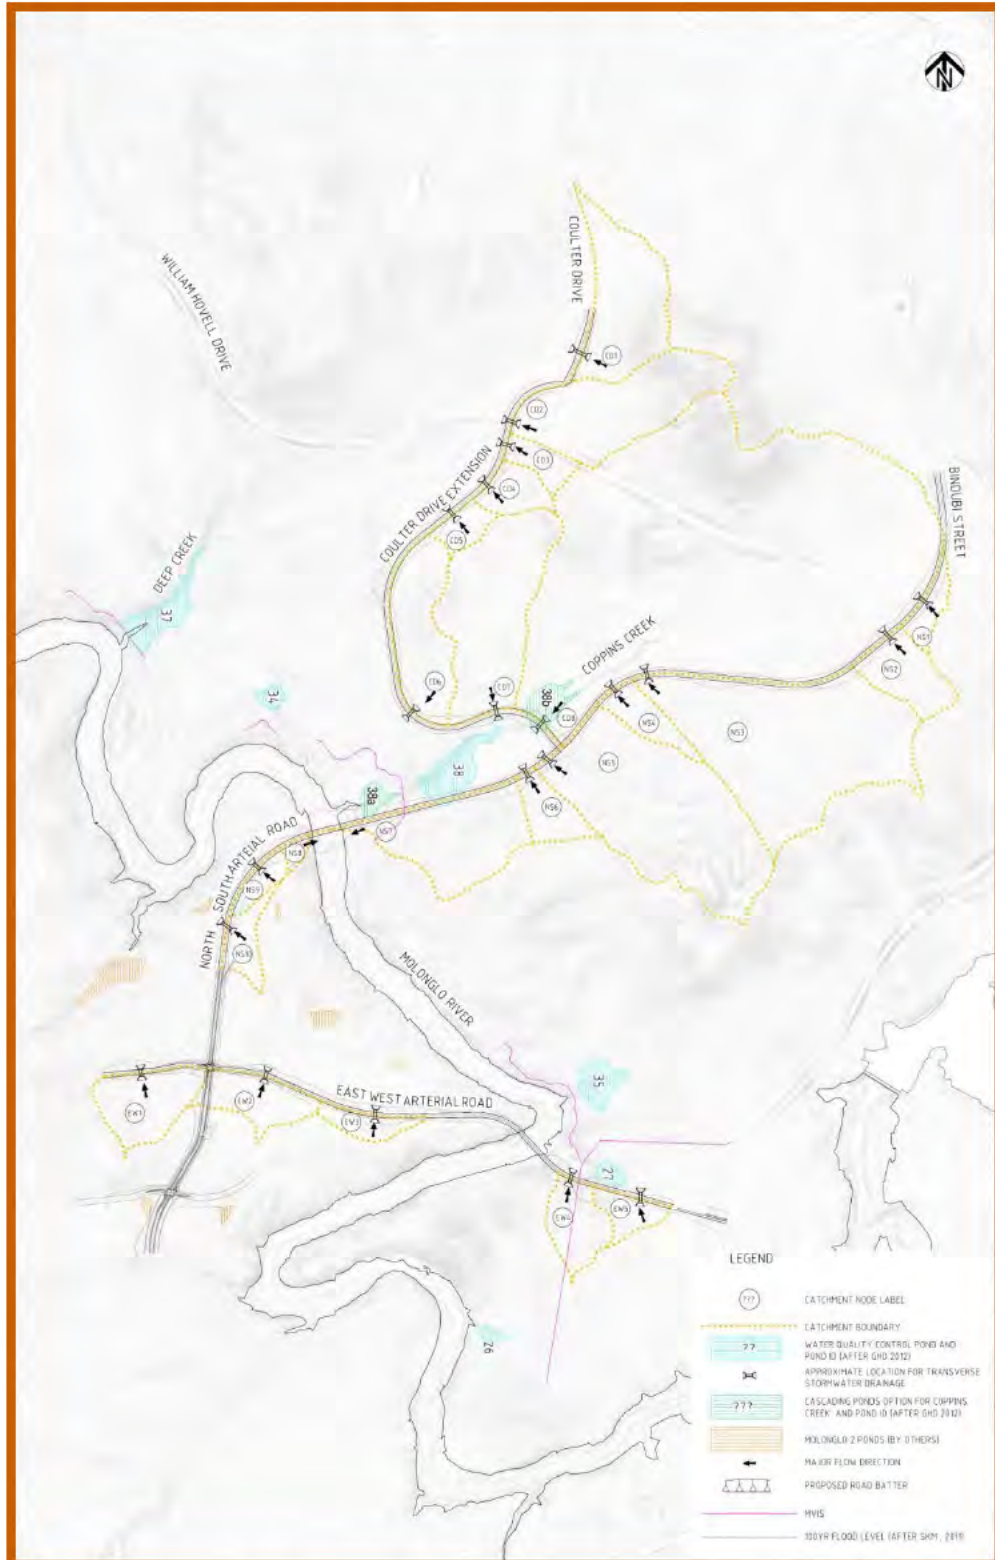 N
COULTER DRIVE
WILLIAM HOVELL DRIVE
CD1
CD2
CD3
COULTER DRIVE EXTENSION
CD4
CD5
BINDUBI STREET
DEEP CREEK
37
NS1
NS2
COPPINS CREEK
CD6
CD7
38b
CD8
34
NS4
NS3
NS5
38
38a
NS6
NS7
NS8
NORTH SOUTH ARTEIAL ROAD
NS9
NS10
MOLONGLO RIVER
35
EW1
EW2
EW3
EAST WEST ARTERIAL ROAD
27
EW4
EW5
26
LEGEND
???
CATCHMENT NODE LABEL
CATCHMENT BOUNDARY
??
WATER QUALITY CONTROL POND AND
POND ID (AFTER GHD 2012)
APPROXIMATE LOCATION FOR TRANSVERSE
STORMWATER DRAINAGE
???
CASCADING PONDS OPTION FOR COPPINS
CREEK AND POND ID (AFTER GHD 2012)
MOLONGLO 2 PONDS (BY OTHERS)
MAJOR FLOW DIRECTION
PROPOSED ROAD BATTER
100YR FLOOD LEVEL (AFTER SKM,